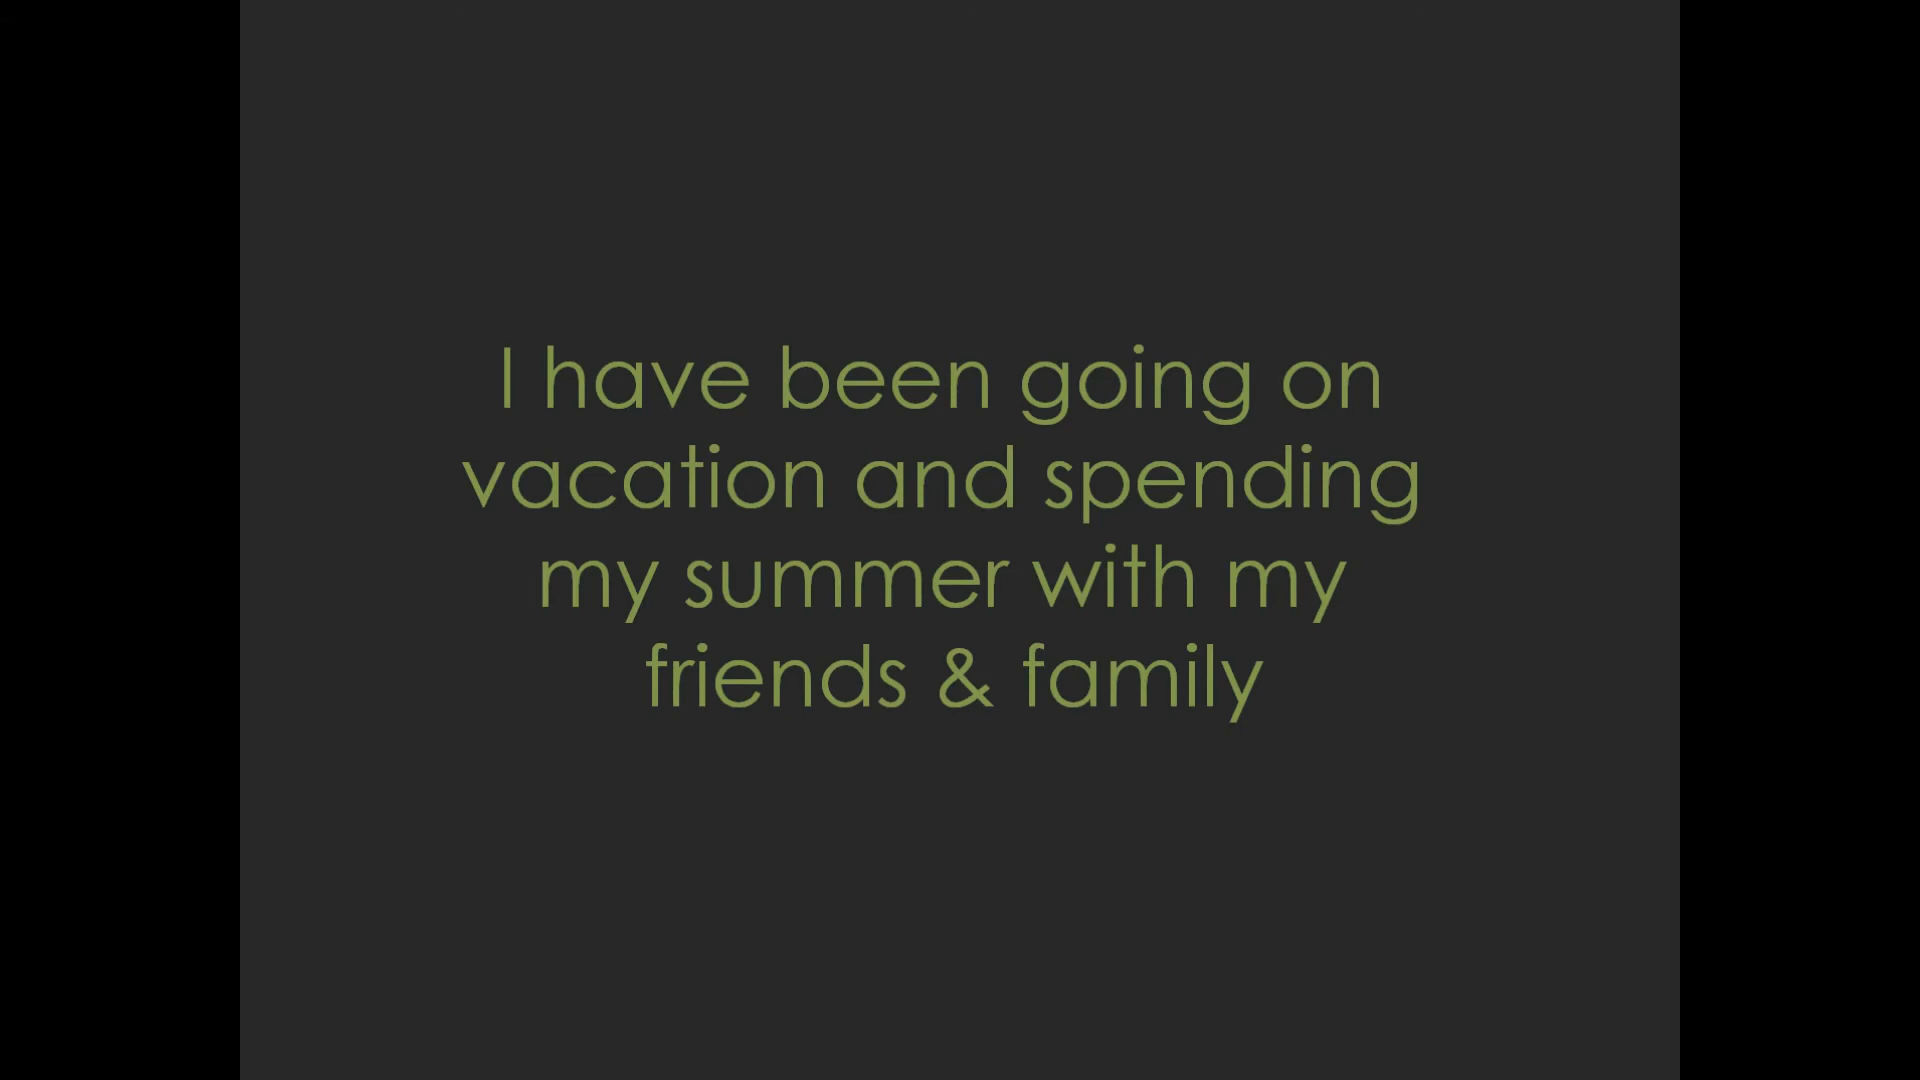 I have been going on
vacation and spending
my summer with my
friends & family